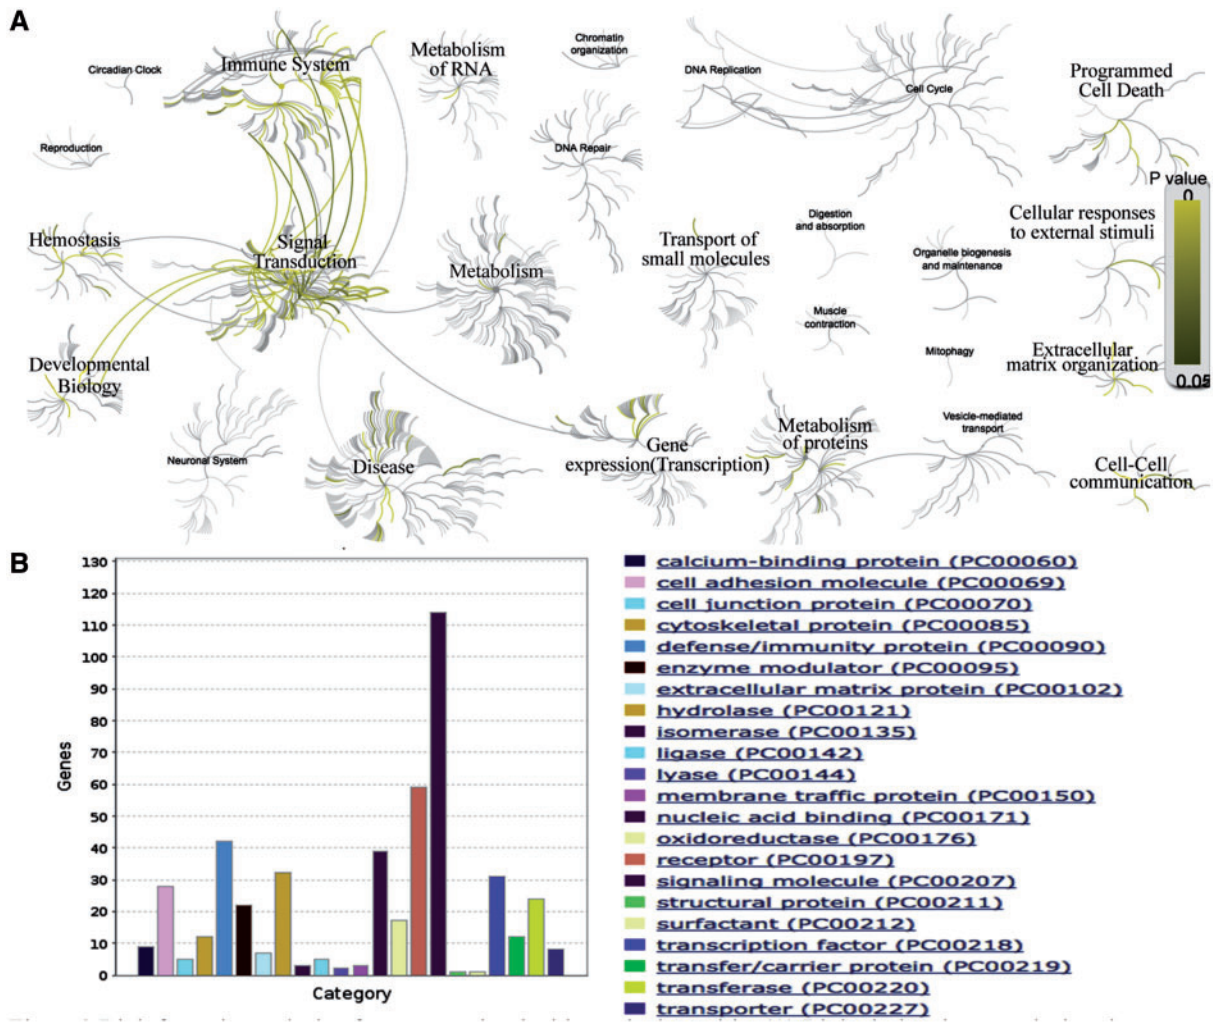 A
Immune System
Metabolism
of RNA
Chromatin
organization
Circadian Clock
DNA Replication
Cell Cycle
Programmed
Cell Death
Reproduction
DNA Repair
P value
0
Hemostasis
Signal
Transduction
Metabolism
Transport of
small molecules
Digestion
and absorption
Organelle biogenesis
and maintenance
Cellular responses
to external stimuli
Muscle
contraction
Mitophagy
Extracellular
matrix organization
0.05
Developmental
Biology
Neuronal System
Disease
Gene
expression(Transcription)
Metabolism
of proteins
Vesicle-mediated
transport
Cell-Cell
communication
B
130
120
110
100
90
80
70
60
50
40
30
20
10
0
Genes
Category
calcium-binding protein (PC00060)
cell adhesion molecule (PC00069)
cell junction protein (PC00070)
cytoskeletal protein (PC00085)
defense/immunity protein (PC00090)
enzyme modulator (PC00095)
extracellular matrix protein (PC00102)
hydrolase (PC00121)
isomerase (PC00135)
ligase (PC00142)
lyase (PC00144)
membrane traffic protein (PC00150)
nucleic acid binding (PC00171)
oxidoreductase (PC00176)
receptor (PC00197)
signaling molecule (PC00207)
structural protein (PC00211)
surfactant (PC00212)
transcription factor (PC00218)
transfer/carrier protein (PC00219)
transferase (PC00220)
transporter (PC00227)